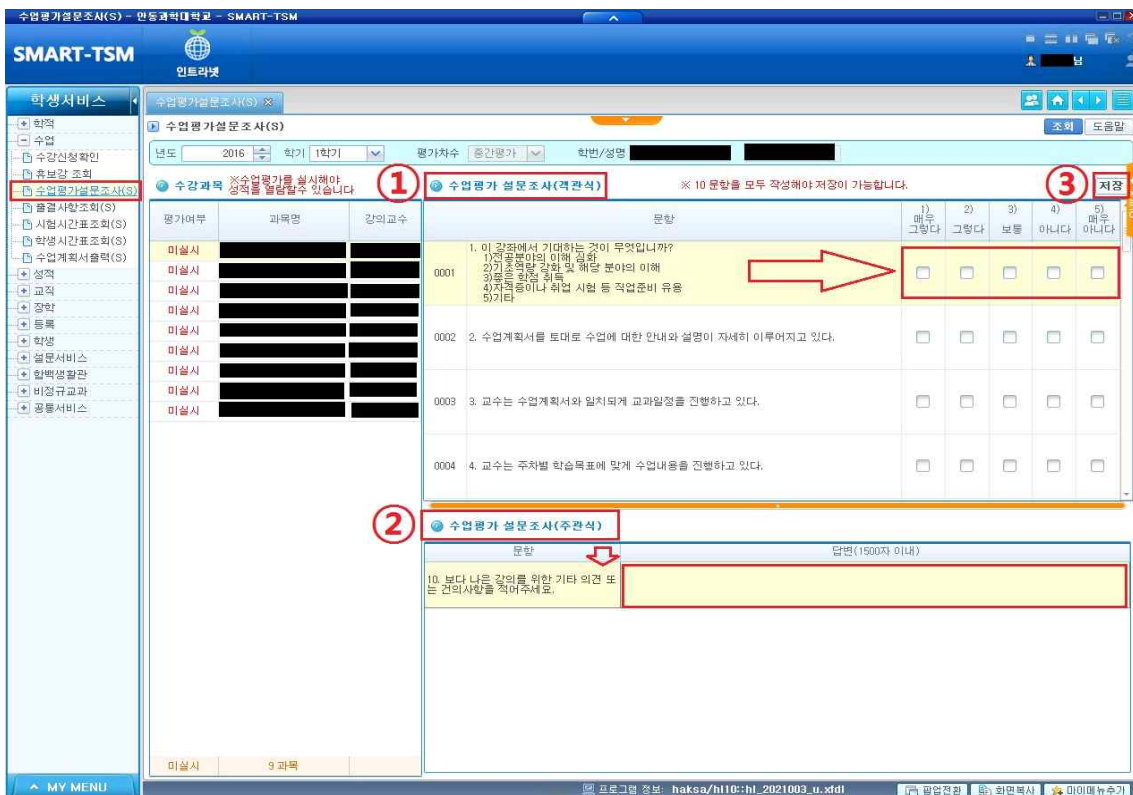 수업평가설문조사(S) - 안동과학대학교 - SMART-TSM
SMART-TSM
인트라넷
님
학생서비스
수업평가설문조사(S)
+ 학적
- 수업
수강신청확인
휴보강 조회
수업평가설문조사(S)
출결사항조회(S)
시험시간표조회(S)
학생시간표조회(S)
수업계획서출력(S)
+ 성적
+ 교직
+ 장학
+ 등록
+ 학생
+ 설문서비스
+ 함백생활관
+ 비정규교과
+ 공통서비스
MY MENU
수업평가설문조사(S)
조회 도움말
년도 2016 학기 1학기 평가차수 중간평가 학번/성명
수강과목 ※수업평가를 실시해야
성적을 열람할수 있습니다
평가여부 과목명 강의교수
미실시
미실시
미실시
미실시
미실시
미실시
미실시
미실시
미실시
미실시 9 과목
① 수업평가 설문조사(객관식) ※ 10 문항을 모두 작성해야 저장이 가능합니다. ③ 저장
문항 1) 매우 그렇다 2) 그렇다 3) 보통 4) 아니다 5) 매우 아니다
0001 1. 이 강좌에서 기대하는 것이 무엇입니까?
1)전공분야의 이해 심화
2)기초역량 강화 및 해당 분야의 이해
3)좋은 학점 취득
4)자격증이나 취업 시험 등 직업준비 유용
5)기타
0002 2. 수업계획서를 토대로 수업에 대한 안내와 설명이 자세히 이루어지고 있다.
0003 3. 교수는 수업계획서와 일치되게 교과일정을 진행하고 있다.
0004 4. 교수는 주차별 학습목표에 맞게 수업내용을 진행하고 있다.
② 수업평가 설문조사(주관식)
문항 답변(1500자 이내)
10. 보다 나은 강의를 위한 기타 의견 또
는 건의사항을 적어주세요.
프로그램 정보: haksa/hl10::hl_2021003_u.xfdl
팝업전환 화면복사 마이메뉴추가